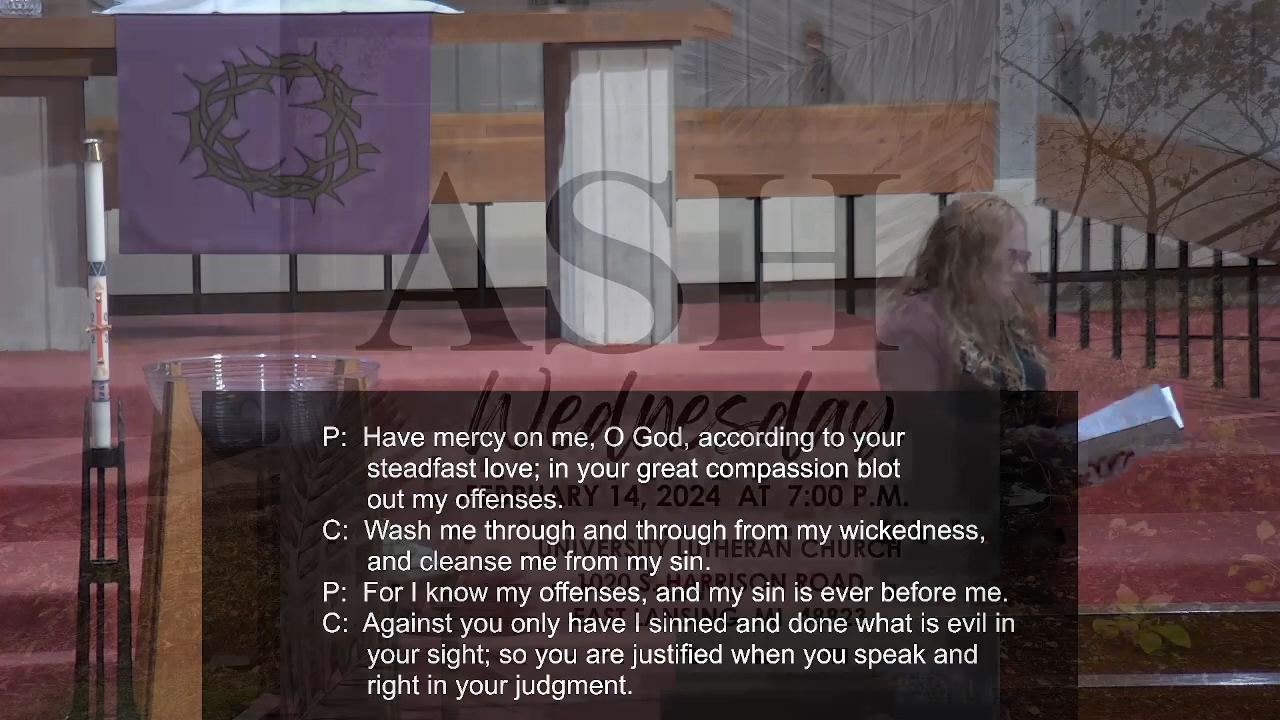 ASH
Wednesday
P: Have mercy on me, O God, according to your
steadfast love; in your great compassion blot
out my offenses.
FEBRUARY 14, 2024 AT 7:00 P.M.
C: Wash me through and through from my wickedness,
UNIVERSITY LUTHERAN CHURCH
and cleanse me from my sin.
1020 S. HARRISON ROAD
P: For I know my offenses, and my sin is ever before me.
EAST LANSING, MI 48823
C: Against you only have I sinned and done what is evil in
your sight; so you are justified when you speak and
right in your judgment.